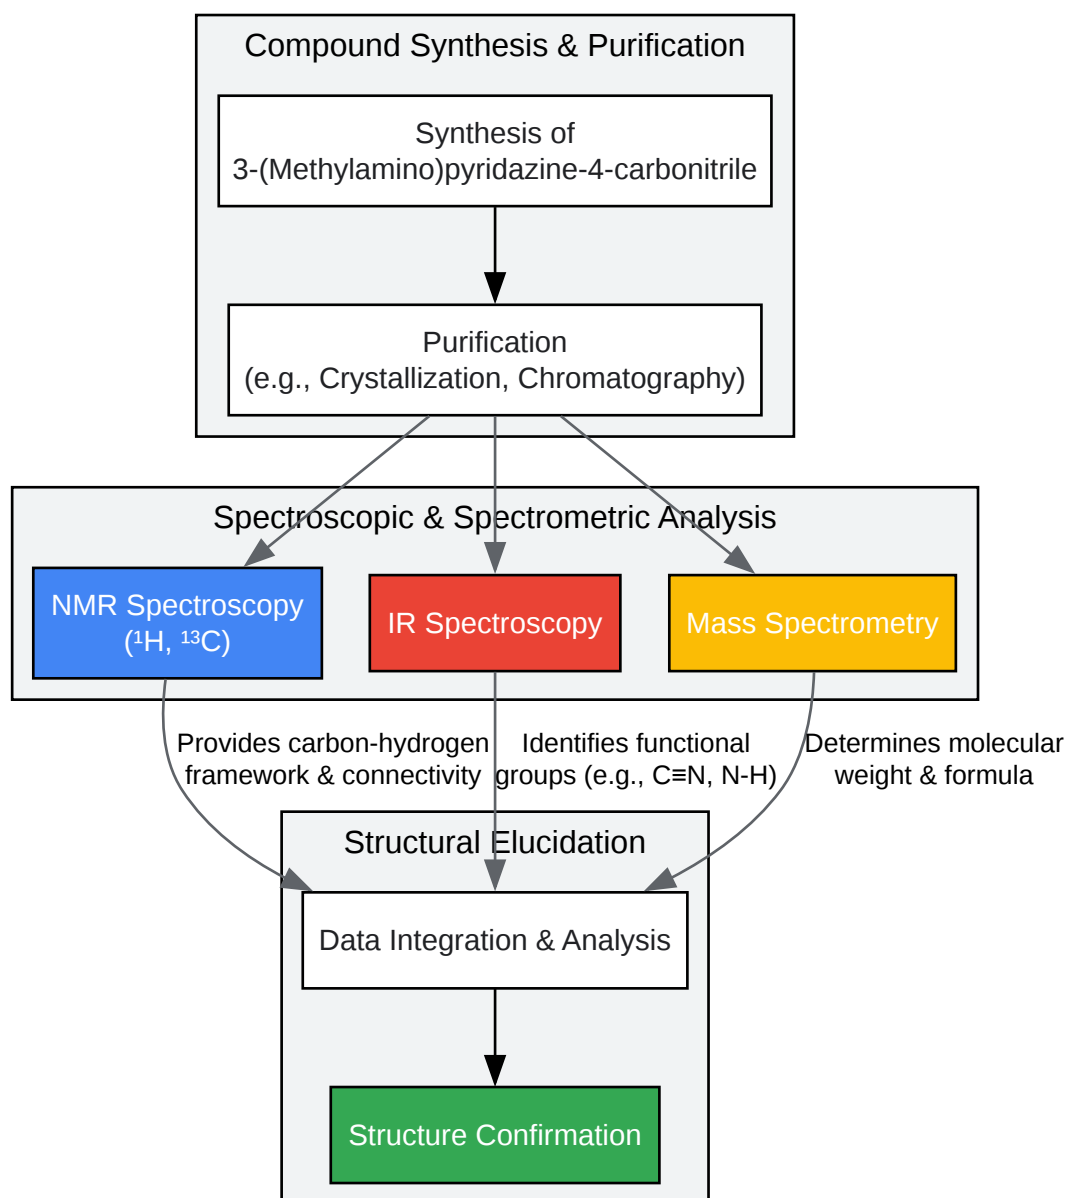 Compound Synthesis & Purification
Synthesis of
3-(Methylamino)pyridazine-4-carbonitrile
Purification
(e.g., Crystallization, Chromatography)
Spectroscopic & Spectrometric Analysis
NMR Spectroscopy
(¹H, ¹³C)
IR Spectroscopy
Mass Spectrometry
Provides carbon-hydrogen
framework & connectivity
Identifies functional
groups (e.g., C≡N, N-H)
Determines molecular
weight & formula
Structural Elucidation
Data Integration & Analysis
Structure Confirmation